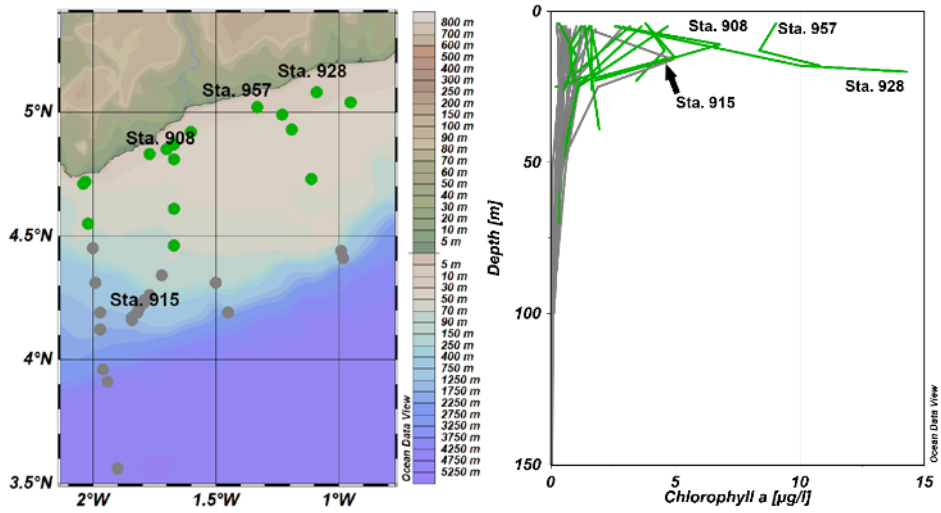 5°N
4.5°N
4°N
3.5°N
2°W
1.5°W
1°W
Sta. 928
Sta. 957
Sta. 908
Sta. 915
Ocean Data View
800 m
700 m
600 m
500 m
400 m
300 m
250 m
200 m
150 m
100 m
90 m
80 m
70 m
60 m
50 m
40 m
30 m
20 m
10 m
5 m
5 m
10 m
30 m
50 m
70 m
90 m
150 m
250 m
400 m
750 m
1250 m
2250 m
2750 m
3250 m
3750 m
4250 m
4750 m
5250 m
0
50
100
150
Depth [m]
Sta. 908
Sta. 957
Sta. 928
Sta. 915
0
5
10
15
Chlorophyll a [µg/l]
Ocean Data View